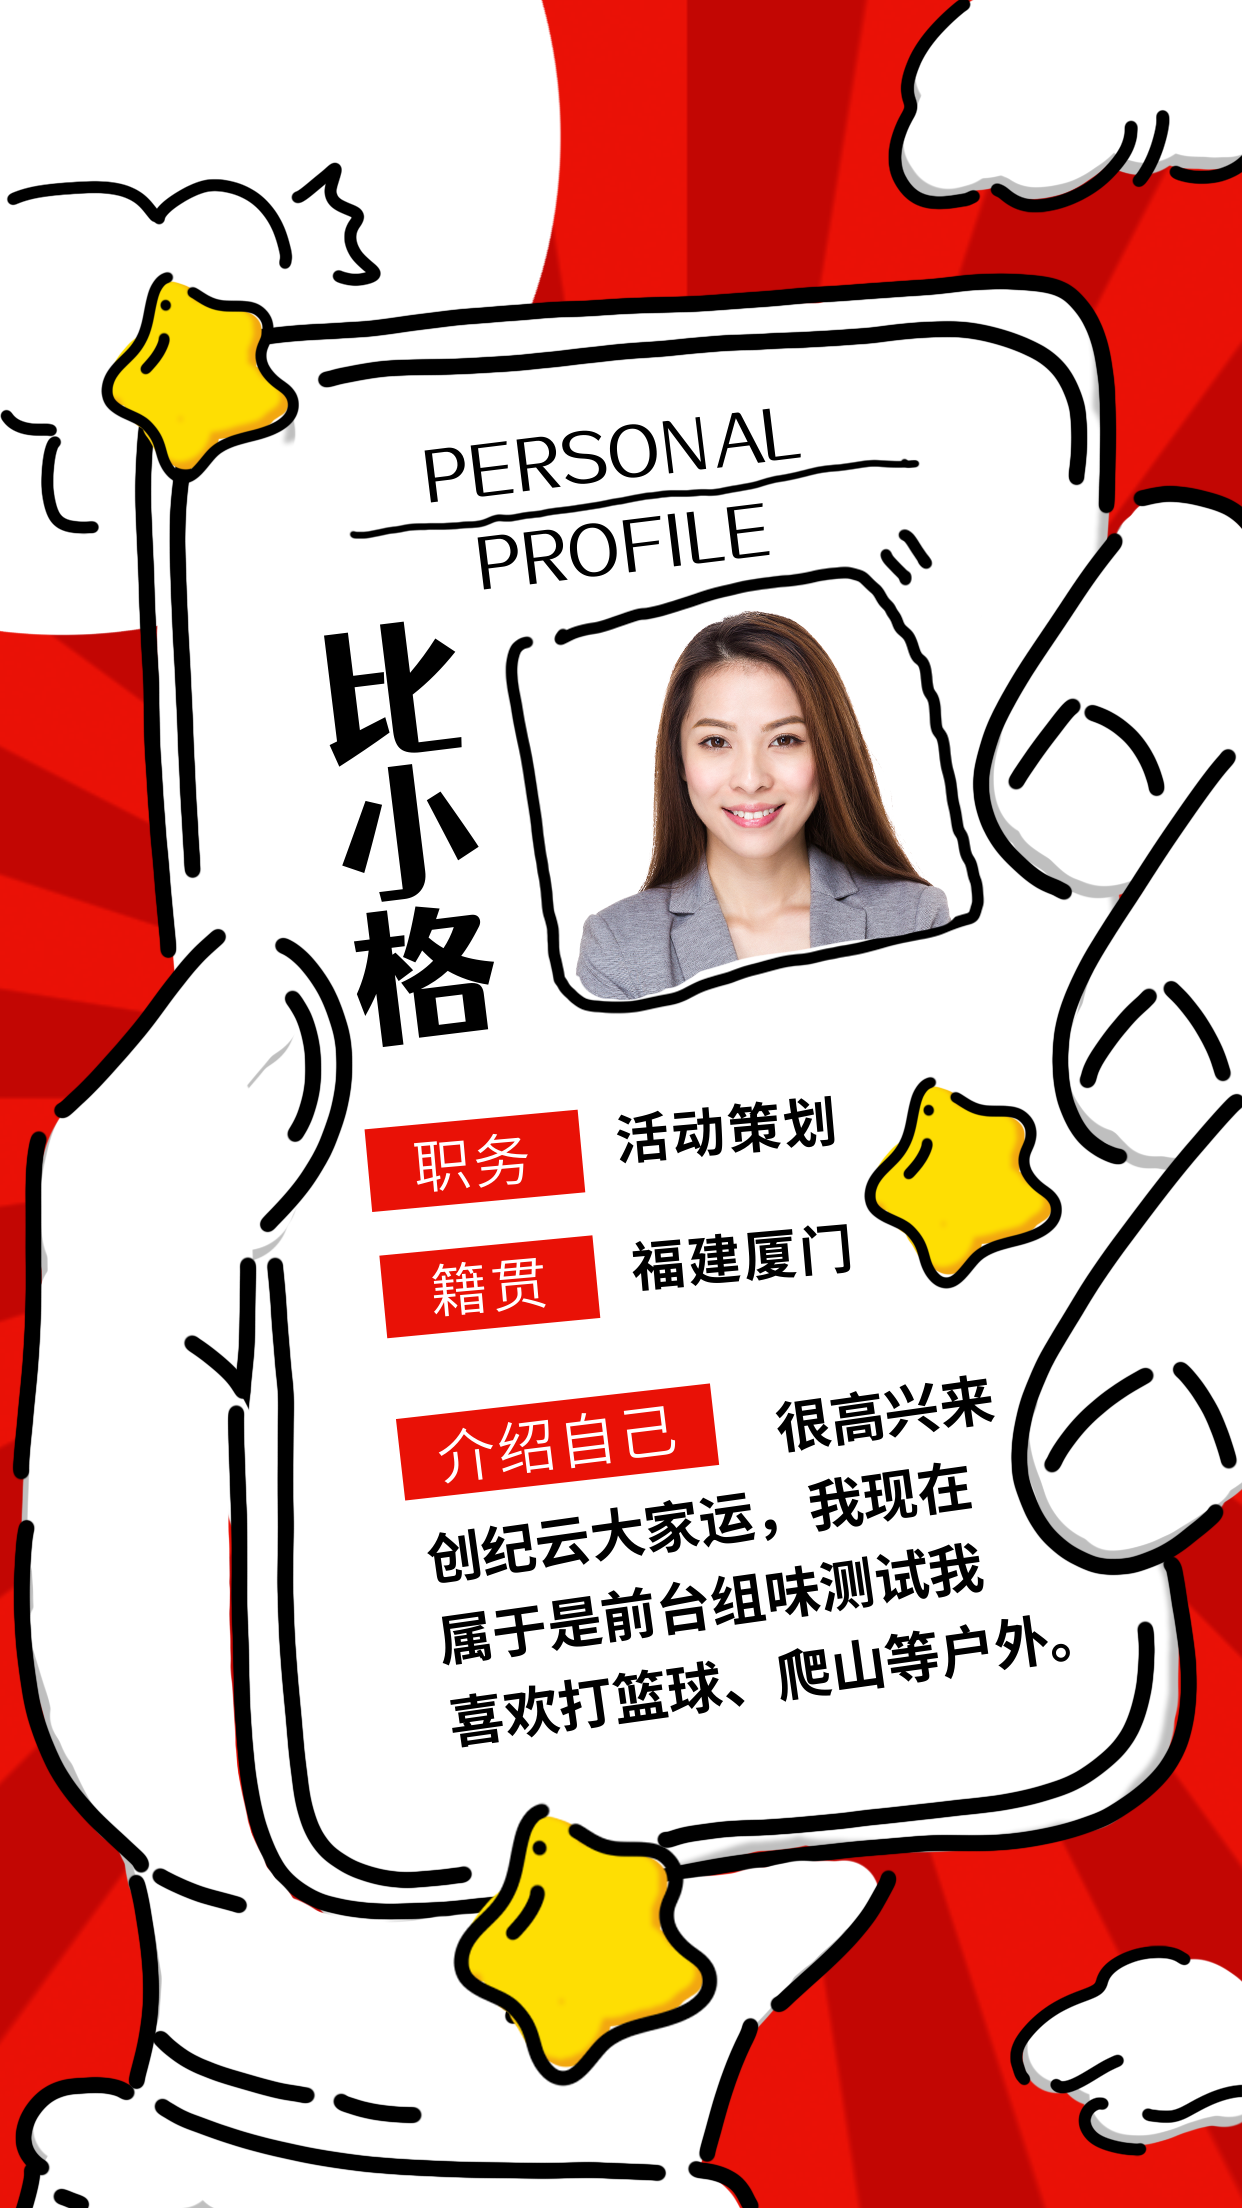 PERSONAL
PROFILE
比小格
职务 活动策划
籍贯 福建厦门
介绍自己 很高兴来
创纪云大家运，我现在
属于是前台组味测试我
喜欢打篮球、爬山等户外。